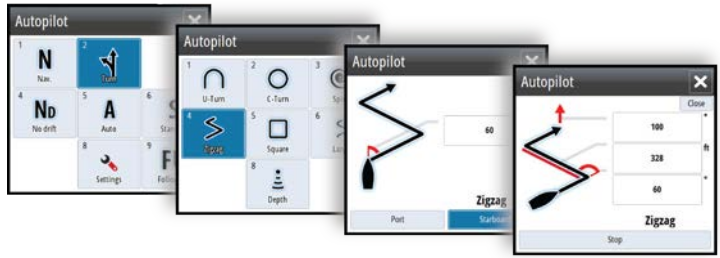 Autopilot
1
N
Nav.
2
Turn
4
ND
No drift
5
A
Auto
6
8
Settings
9
Autopilot
1
U-Turn
2
C-Turn
3
4
Zigzag
5
Square
6
8
Depth
Autopilot
60
Zigzag
Port
Autopilot
Close
100
°
328
ft
60
°
Zigzag
Stop